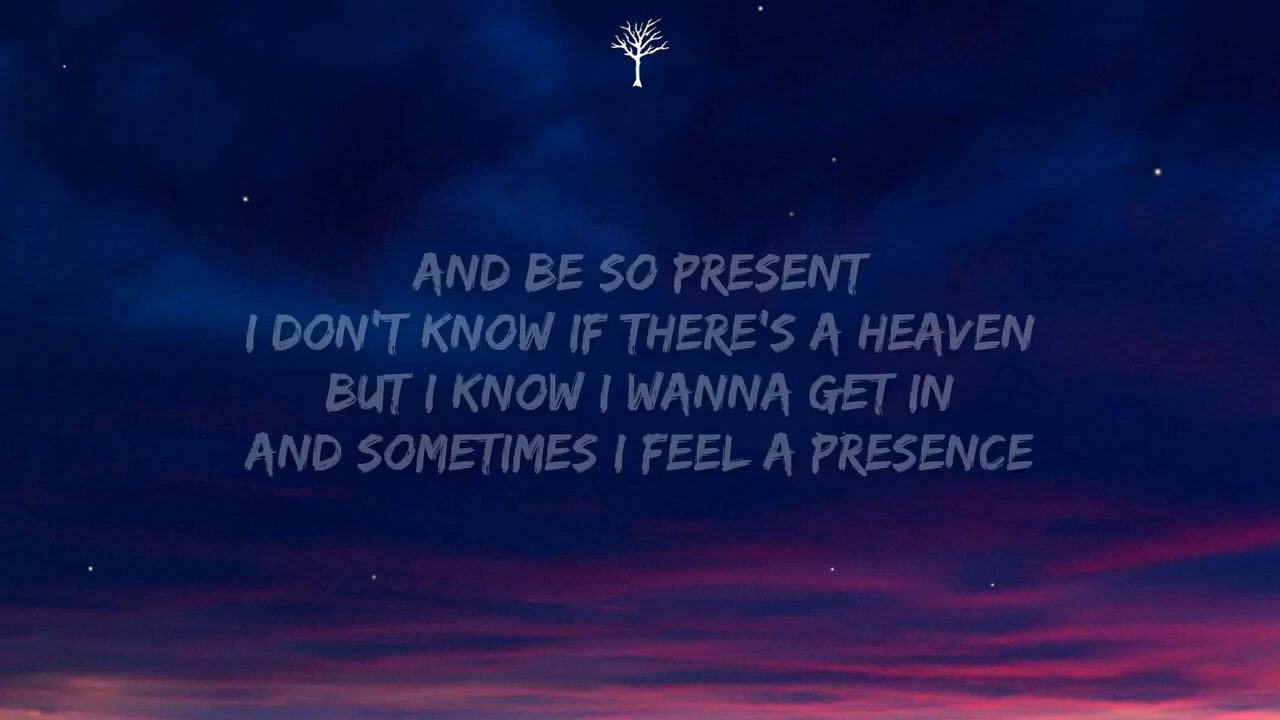 AND BE SO PRESENT
I DON'T KNOW IF THERE'S A HEAVEN
BUT I KNOW I WANNA GET IN
AND SOMETIMES I FEEL A PRESENCE